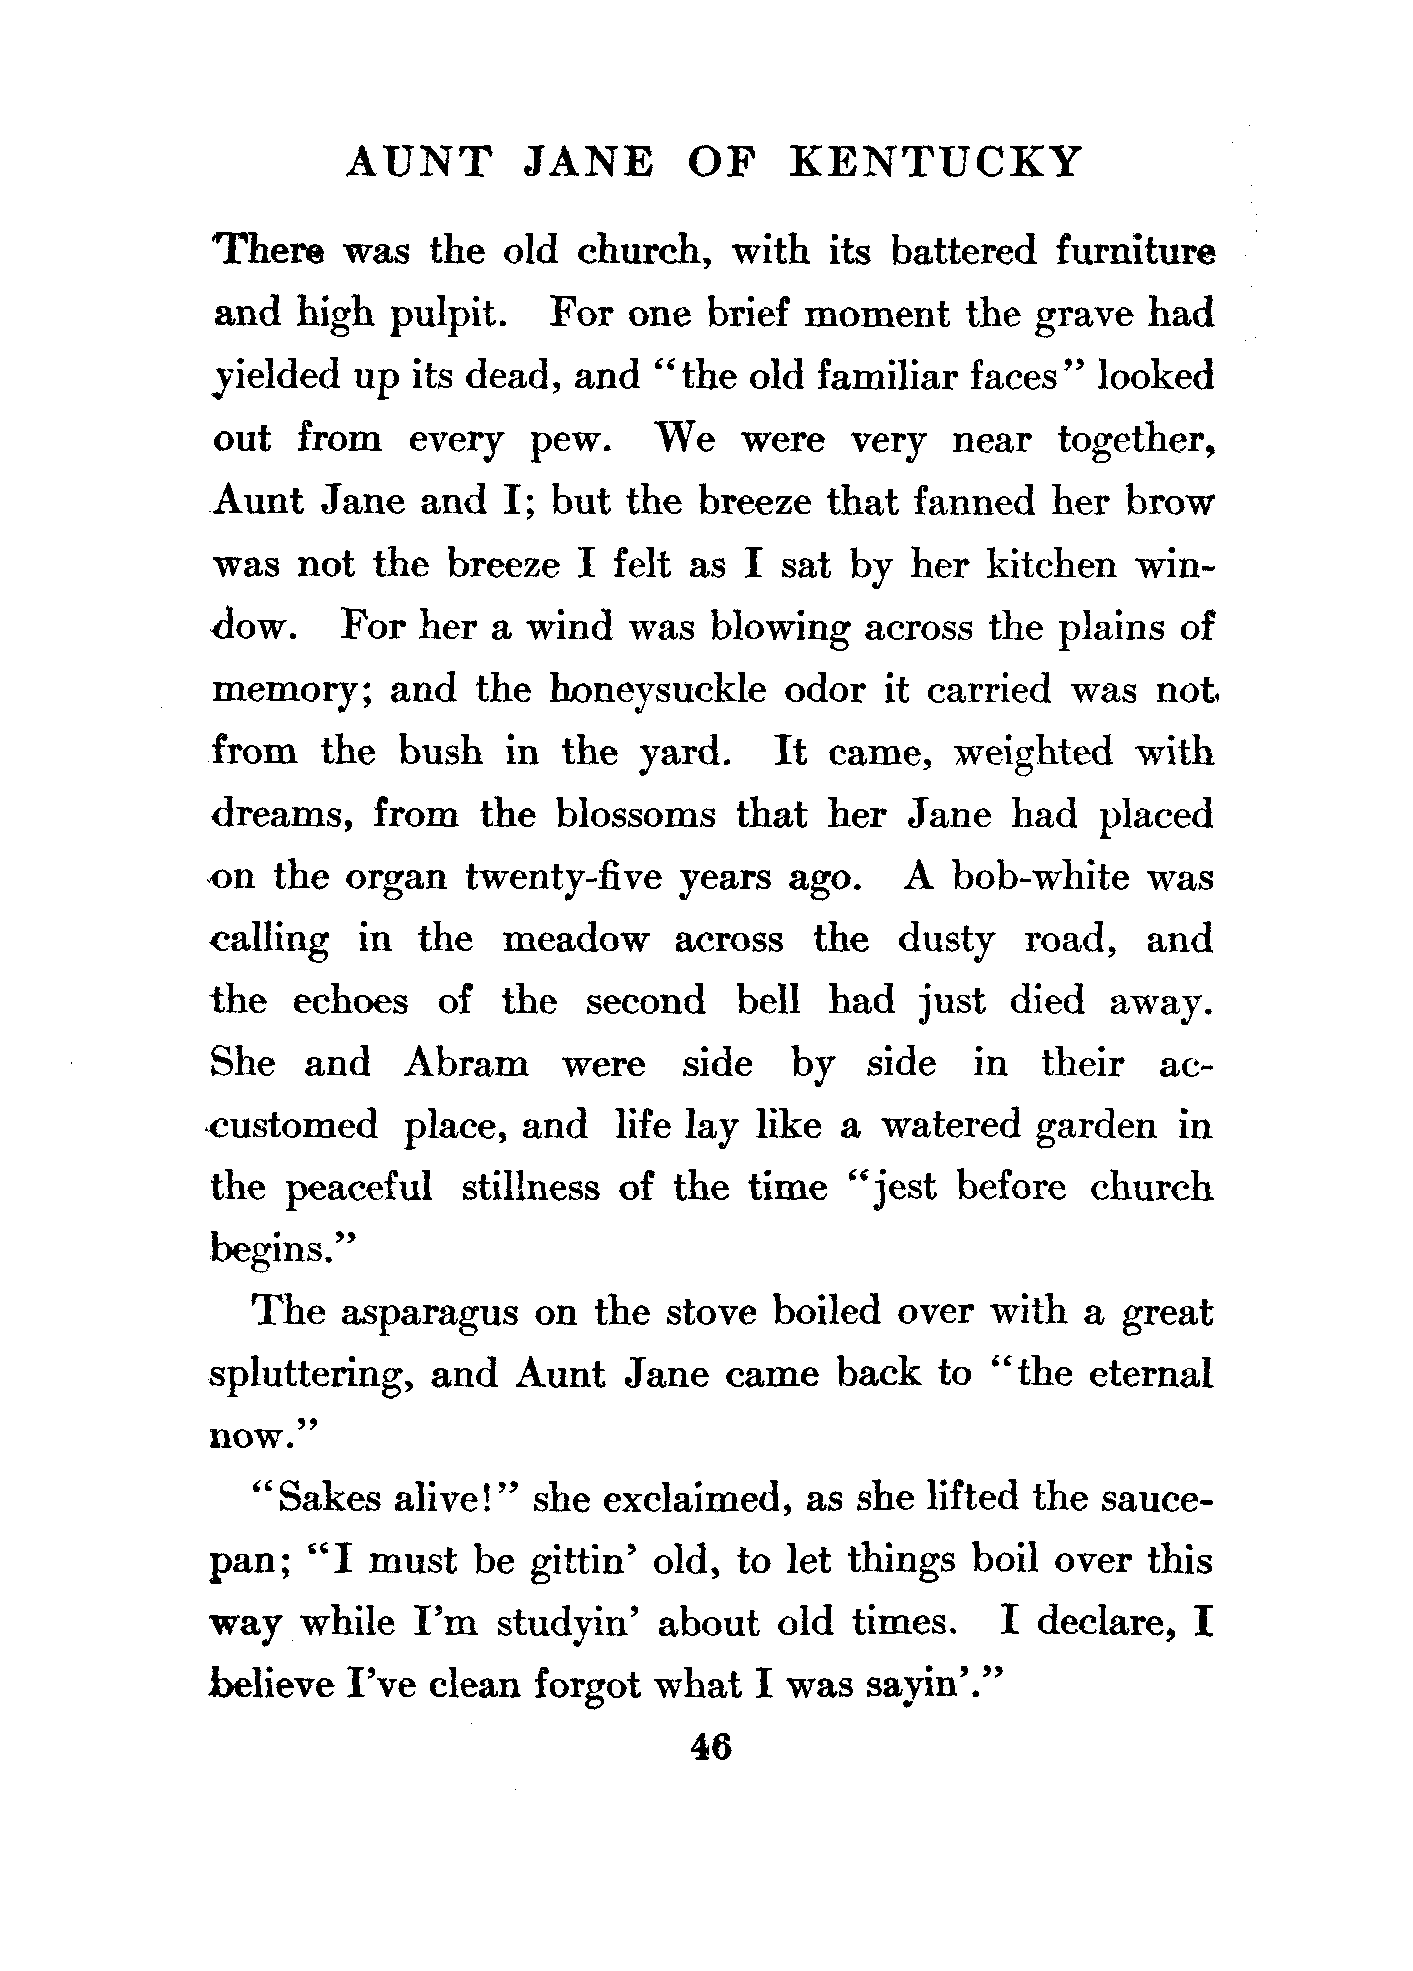 AUNT JANE OF KENTUCKY
There was the old church, with its battered furniture
and high pulpit. For one brief moment the grave had
yielded up its dead, and “the old familiar faces” looked
out from every pew. We were very near together,
Aunt Jane and I; but the breeze that fanned her brow
was not the breeze I felt as I sat by her kitchen win-
dow. For her a wind was blowing across the plains of
memory; and the honeysuckle odor it carried was not
from the bush in the yard. It came, weighted with
dreams, from the blossoms that her Jane had placed
on the organ twenty-five years ago. A bob-white was
calling in the meadow across the dusty road, and
the echoes of the second bell had just died away.
She and Abram were side by side in their ac-
customed place, and life lay like a watered garden in
the peaceful stillness of the time “jest before church
begins.”
The asparagus on the stove boiled over with a great
spluttering, and Aunt Jane came back to “the eternal
now.”
“Sakes alive!” she exclaimed, as she lifted the sauce-
pan; “I must be gittin’ old, to let things boil over this
way while I’m studyin’ about old times. I declare, I
believe I’ve clean forgot what I was sayin’.”
46